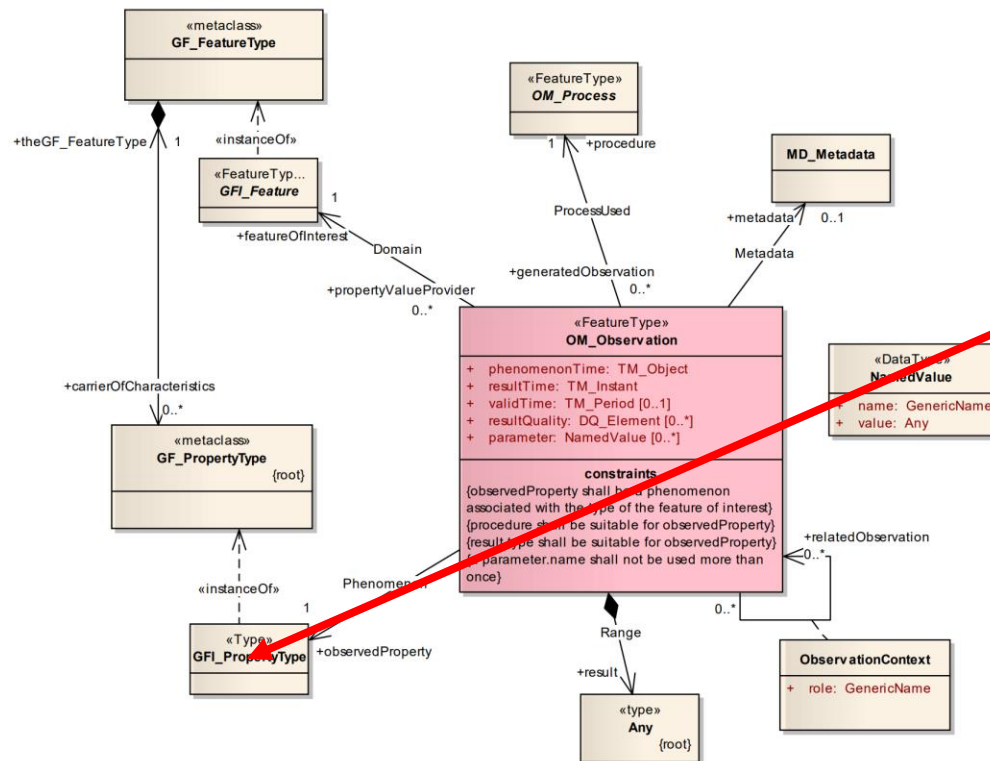 «metaclass»
GF_FeatureType
+theGF_FeatureType
1
«instanceOf»
«FeatureTyp...
GFI_Feature
1
+featureOfInterest
Domain
+propertyValueProvider
0..*
«FeatureType»
OM_Process
1
+procedure
ProcessUsed
+generatedObservation
0..*
MD_Metadata
+metadata
0..1
Metadata
«FeatureType»
OM_Observation
+ phenomenonTime: TM_Object
+ resultTime: TM_Instant
+ validTime: TM_Period [0..1]
+ resultQuality: DQ_Element [0..*]
+ parameter: NamedValue [0..*]
constraints
{observedProperty shall be a phenomenon
associated with the type of the feature of interest}
{procedure shall be suitable for observedProperty}
{result type shall be suitable for observedProperty}
{a parameter.name shall not be used more than
once}
«DataType»
NamedValue
+ name: GenericName
+ value: Any
+carrierOfCharacteristics
0..*
«metaclass»
GF_PropertyType
{root}
«instanceOf»
Phenomenon
1
«Type»
GFI_PropertyType
+observedProperty
+relatedObservation
0..*
0..*
Range
+result
«type»
Any
{root}
ObservationContext
+ role: GenericName